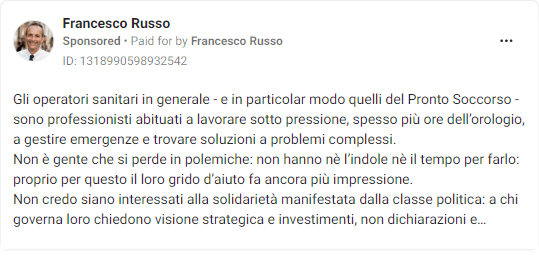 Francesco Russo
Sponsored • Paid for by Francesco Russo
ID: 1318990598932542
Gli operatori sanitari in generale - e in particolar modo quelli del Pronto Soccorso -
sono professionisti abituati a lavorare sotto pressione, spesso più ore dell'orologio,
a gestire emergenze e trovare soluzioni a problemi complessi.
Non è gente che si perde in polemiche: non hanno nè l'indole nè il tempo per farlo:
proprio per questo il loro grido d'aiuto fa ancora più impressione.
Non credo siano interessati alla solidarietà manifestata dalla classe politica: a chi
governa loro chiedono visione strategica e investimenti, non dichiarazioni e...